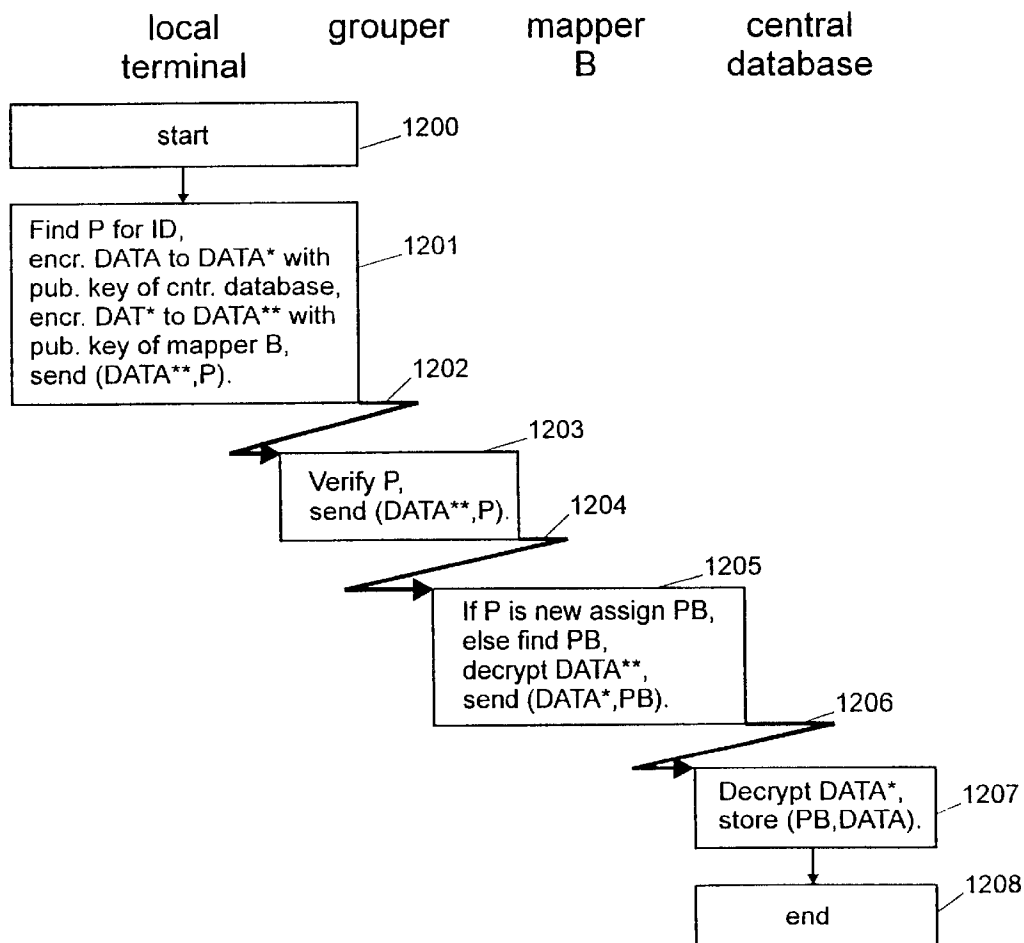 local terminal
grouper
mapper B
central database
start
1200
Find P for ID,
encr. DATA to DATA* with
pub. key of cntr. database,
encr. DAT* to DATA** with
pub. key of mapper B,
send (DATA**,P).
1201
1202
1203
Verify P,
send (DATA**,P).
1204
1205
If P is new assign PB,
else find PB,
decrypt DATA**,
send (DATA*,PB).
1206
Decrypt DATA*,
store (PB,DATA).
1207
1208
end